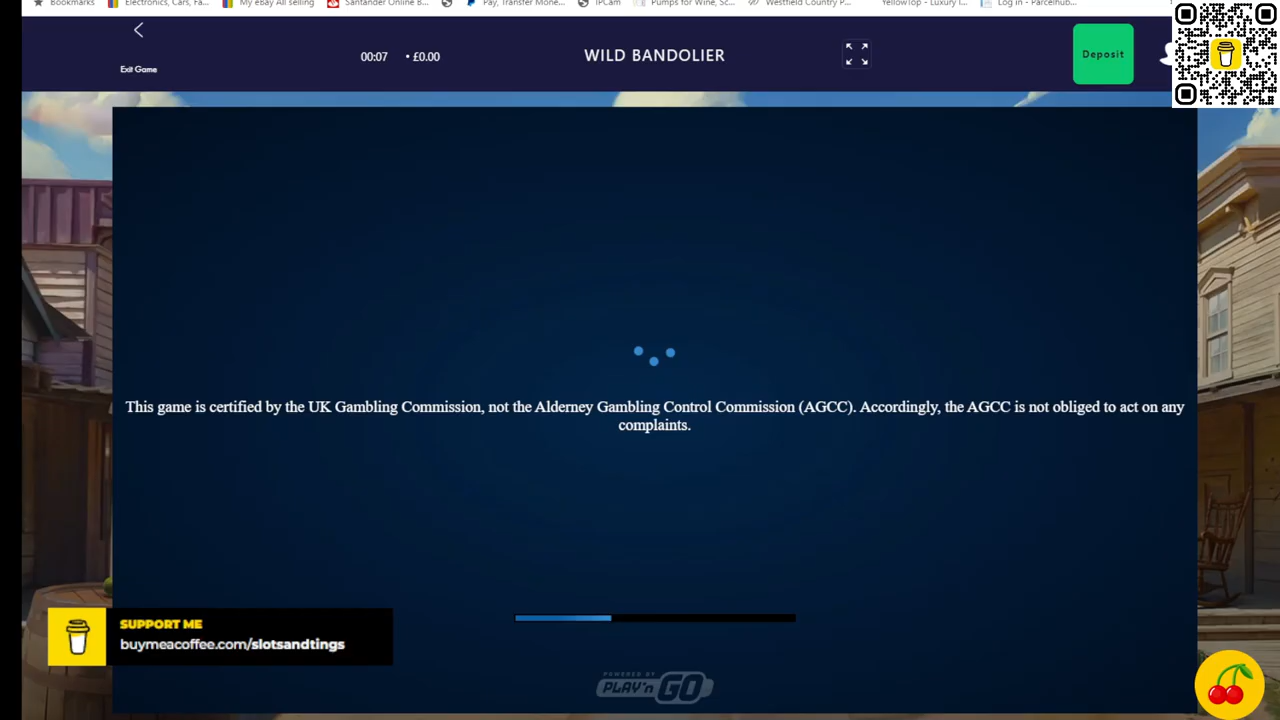 Bookmarks
Electronics, Cars, Fa...
My eBay All selling
Santander Online B...
Pay, Transfer Mone...
IPCam
Pumps for Wine, Sc...
Westfield Country P...
YellowTop - Luxury I...
Log in - Parcelhub...
Exit Game
00:07 • £0.00
WILD BANDOLIER
Deposit
This game is certified by the UK Gambling Commission, not the Alderney Gambling Control Commission (AGCC). Accordingly, the AGCC is not obliged to act on any
complaints.
SUPPORT ME
buymeacoffee.com/slotsandtings
POWERED BY
PLAY'n GO